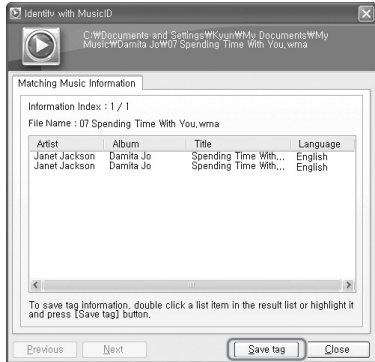 Identify with MusicID
C:₩Documents and Settings₩Kyun₩My Documents₩My
Music₩Damita Jo₩07 Spending Time With You,wma
Matching Music Information
Information Index : 1 / 1
File Name : 07 Spending Time With You,wma
Artist Album Title Language
Janet Jackson Damita Jo Spending Time With... English
Janet Jackson Damita Jo Spending Time With... English
To save tag information, double click a list item in the result list or highlight it
and press [Save tag] button,
Previous Next Save tag Close